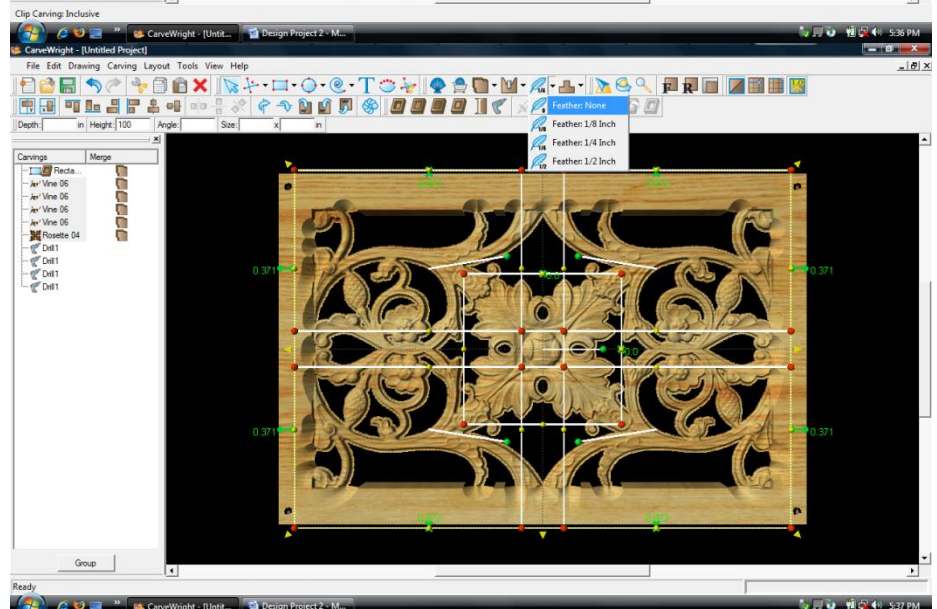 Clip Carving: Inclusive
CarveWright - [Untit... Design Project 2 - M... 5:36 PM
CarveWright - [Untitled Project]
File Edit Drawing Carving Layout Tools View Help
Depth: in Height: 100 Angle: Size: x in
Feather: None
Feather: 1/8 Inch
Feather: 1/4 Inch
Feather: 1/2 Inch
Carvings Merge
Recta...
Vine 06
Vine 06
Vine 06
Vine 06
Rosette 04
Drill1
Drill1
Drill1
Drill1
0.371 0.371
0.0
0.0
0.371 0.371
Group
Ready
CarveWright - [Untit... Design Project 2 - M... 5:37 PM